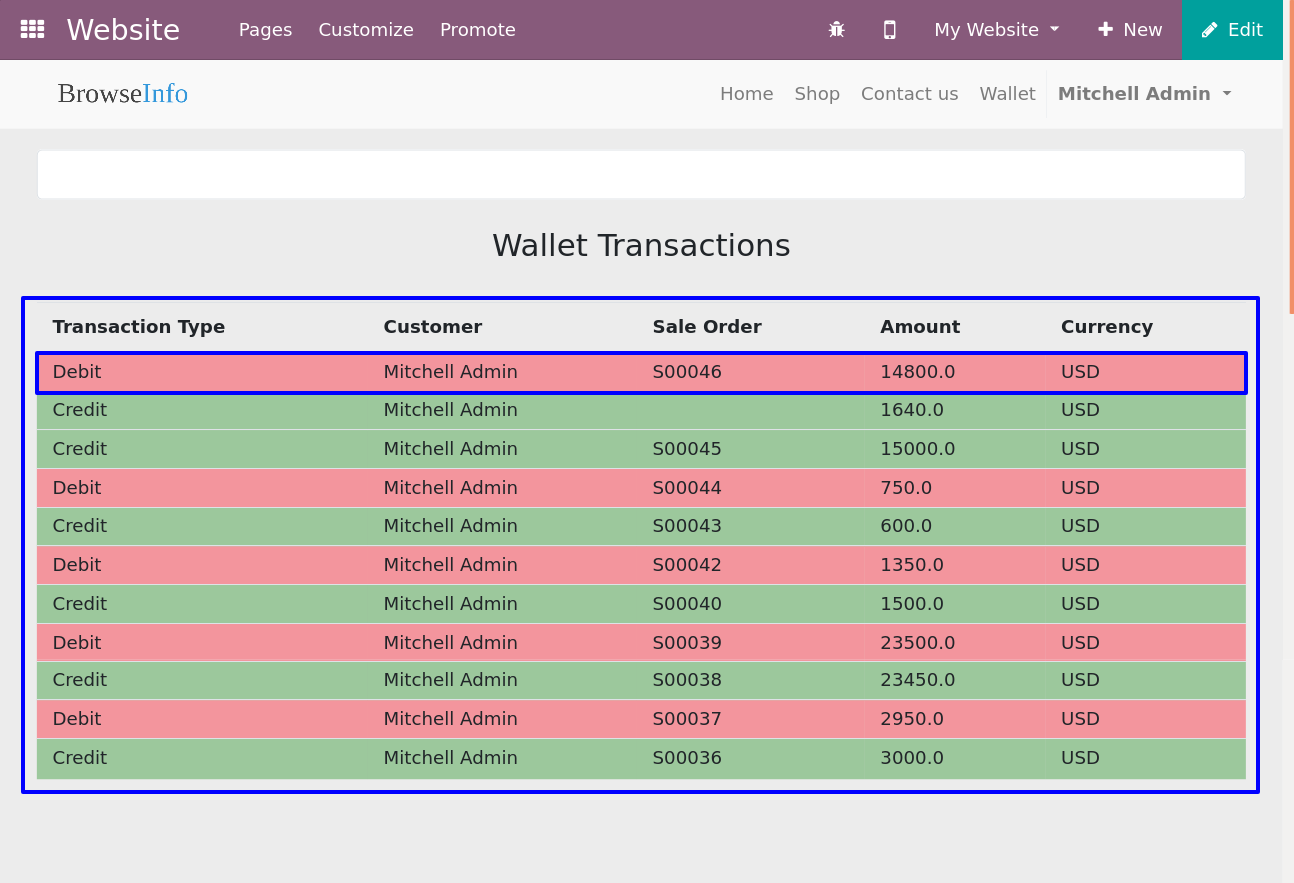 Website Pages Customize Promote My Website New Edit
BrowseInfo Home Shop Contact us Wallet Mitchell Admin
Wallet Transactions
Transaction Type Customer Sale Order Amount Currency
Debit Mitchell Admin S00046 14800.0 USD
Credit Mitchell Admin 1640.0 USD
Credit Mitchell Admin S00045 15000.0 USD
Debit Mitchell Admin S00044 750.0 USD
Credit Mitchell Admin S00043 600.0 USD
Debit Mitchell Admin S00042 1350.0 USD
Credit Mitchell Admin S00040 1500.0 USD
Debit Mitchell Admin S00039 23500.0 USD
Credit Mitchell Admin S00038 23450.0 USD
Debit Mitchell Admin S00037 2950.0 USD
Credit Mitchell Admin S00036 3000.0 USD